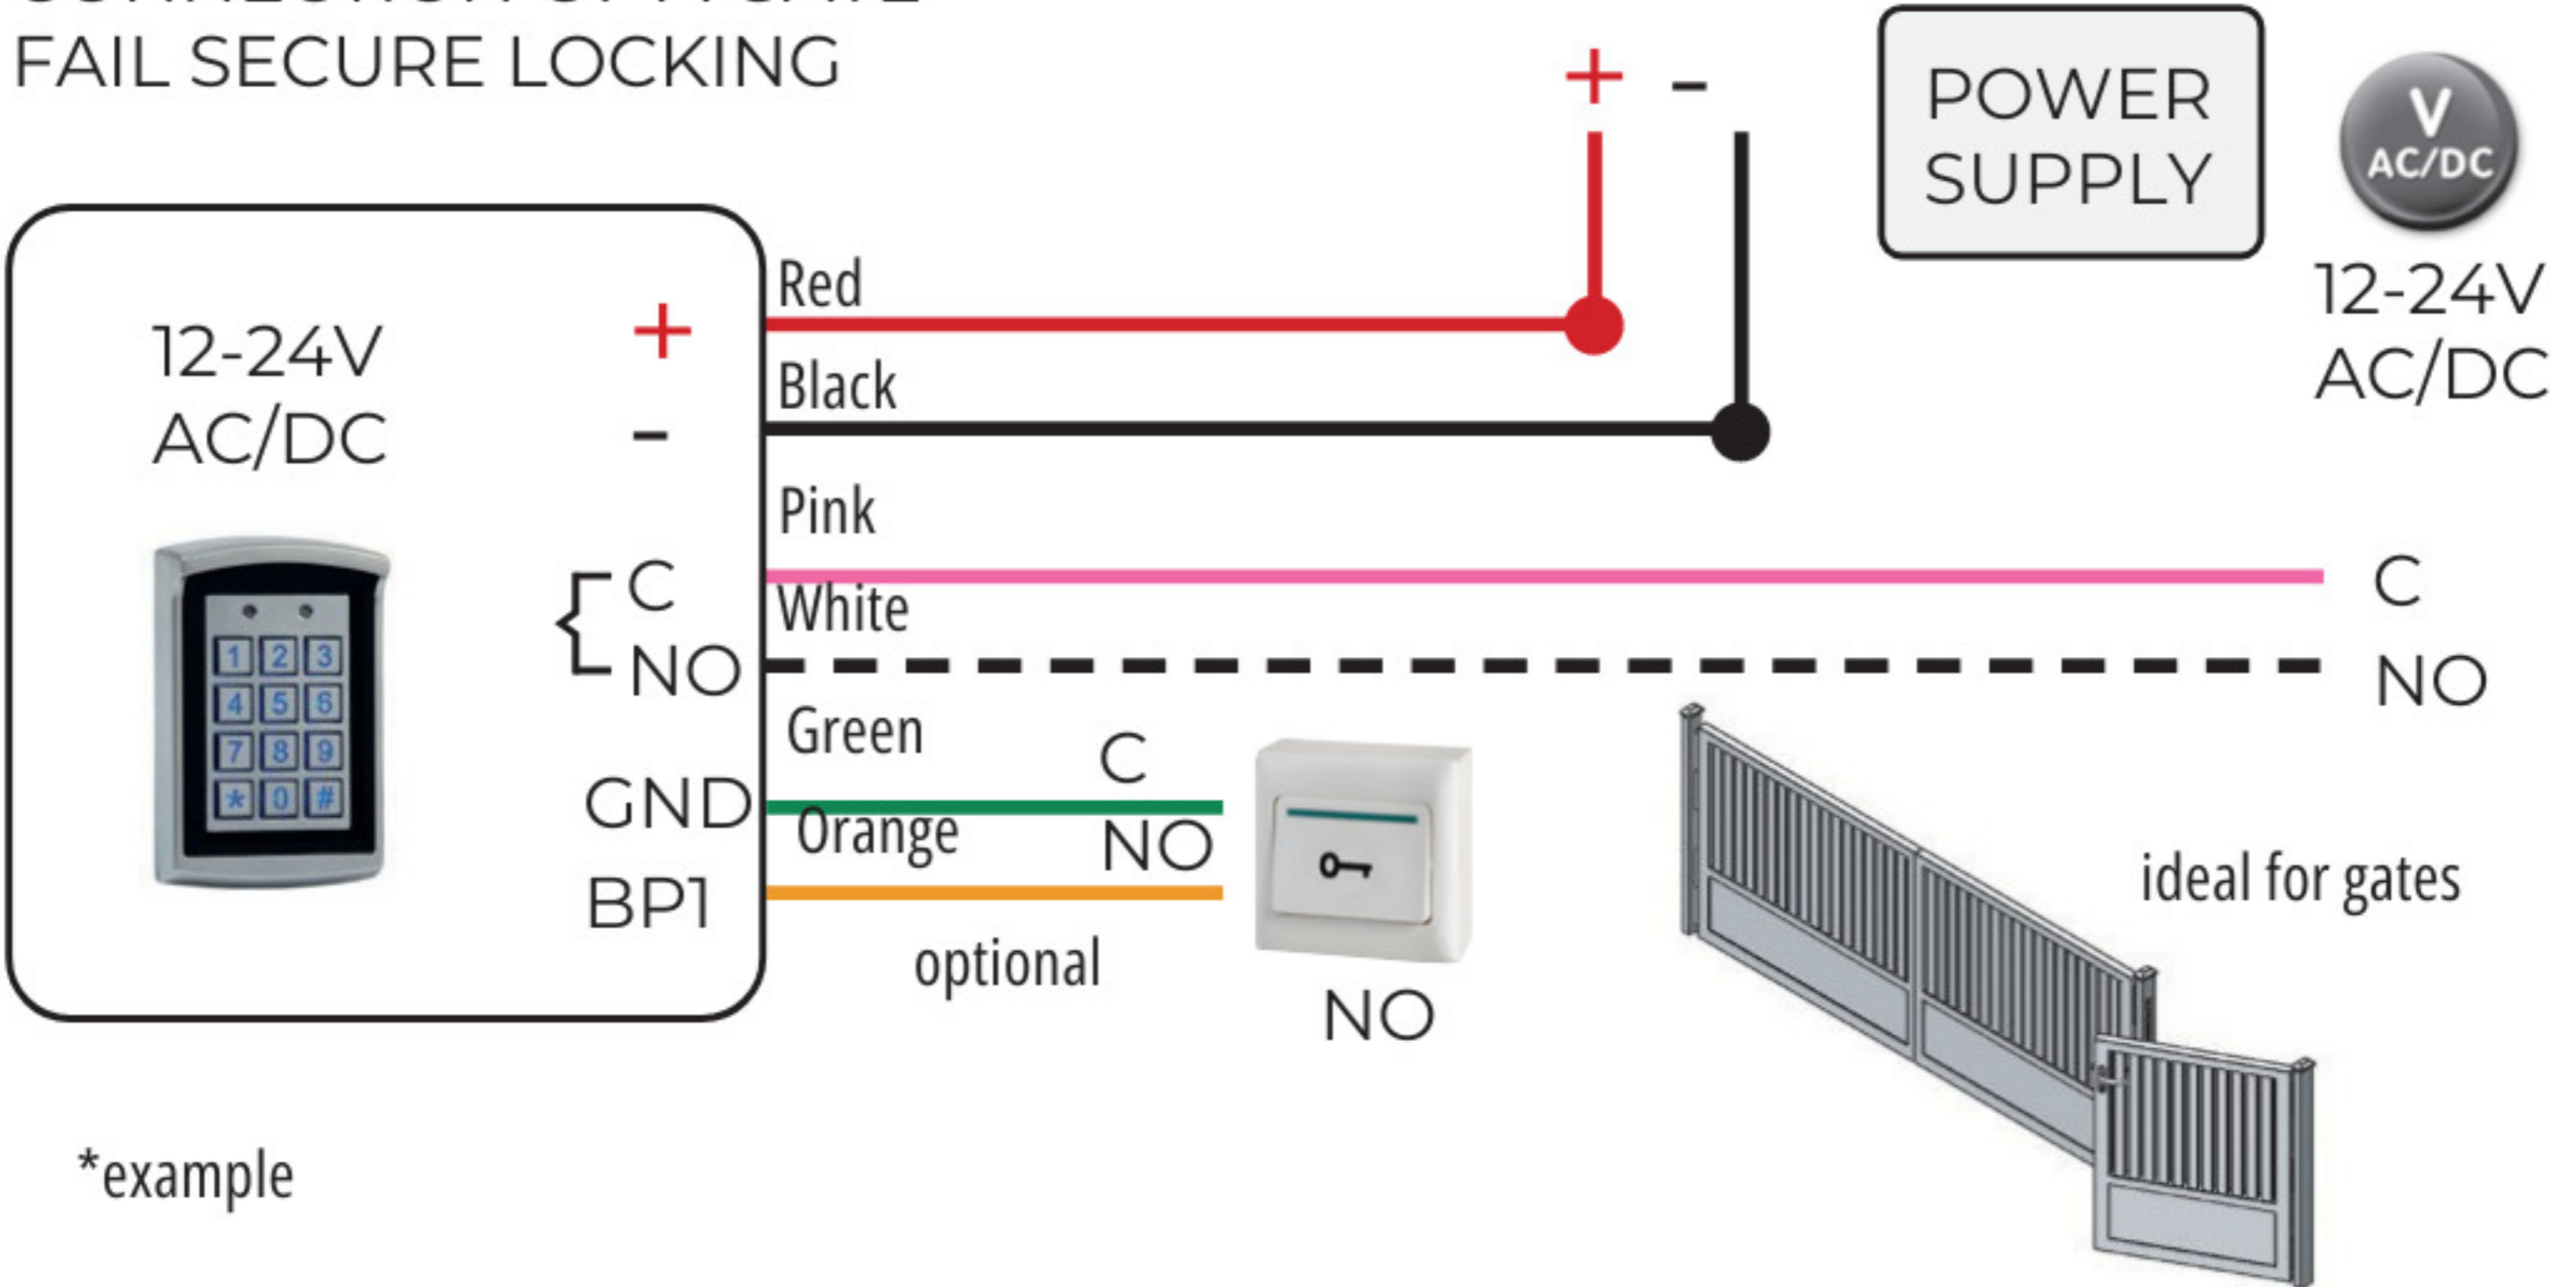 FAIL SECURE LOCKING
+ -
POWER
SUPPLY
V
AC/DC
12-24V
AC/DC
12-24V
AC/DC
+
Red
-
Black
Pink
C
C
White
NO
NO
Green
GND
C
Orange
NO
BP1
optional
NO
1 2 3
4 5 6
7 8 9
* 0 #
ideal for gates
*example